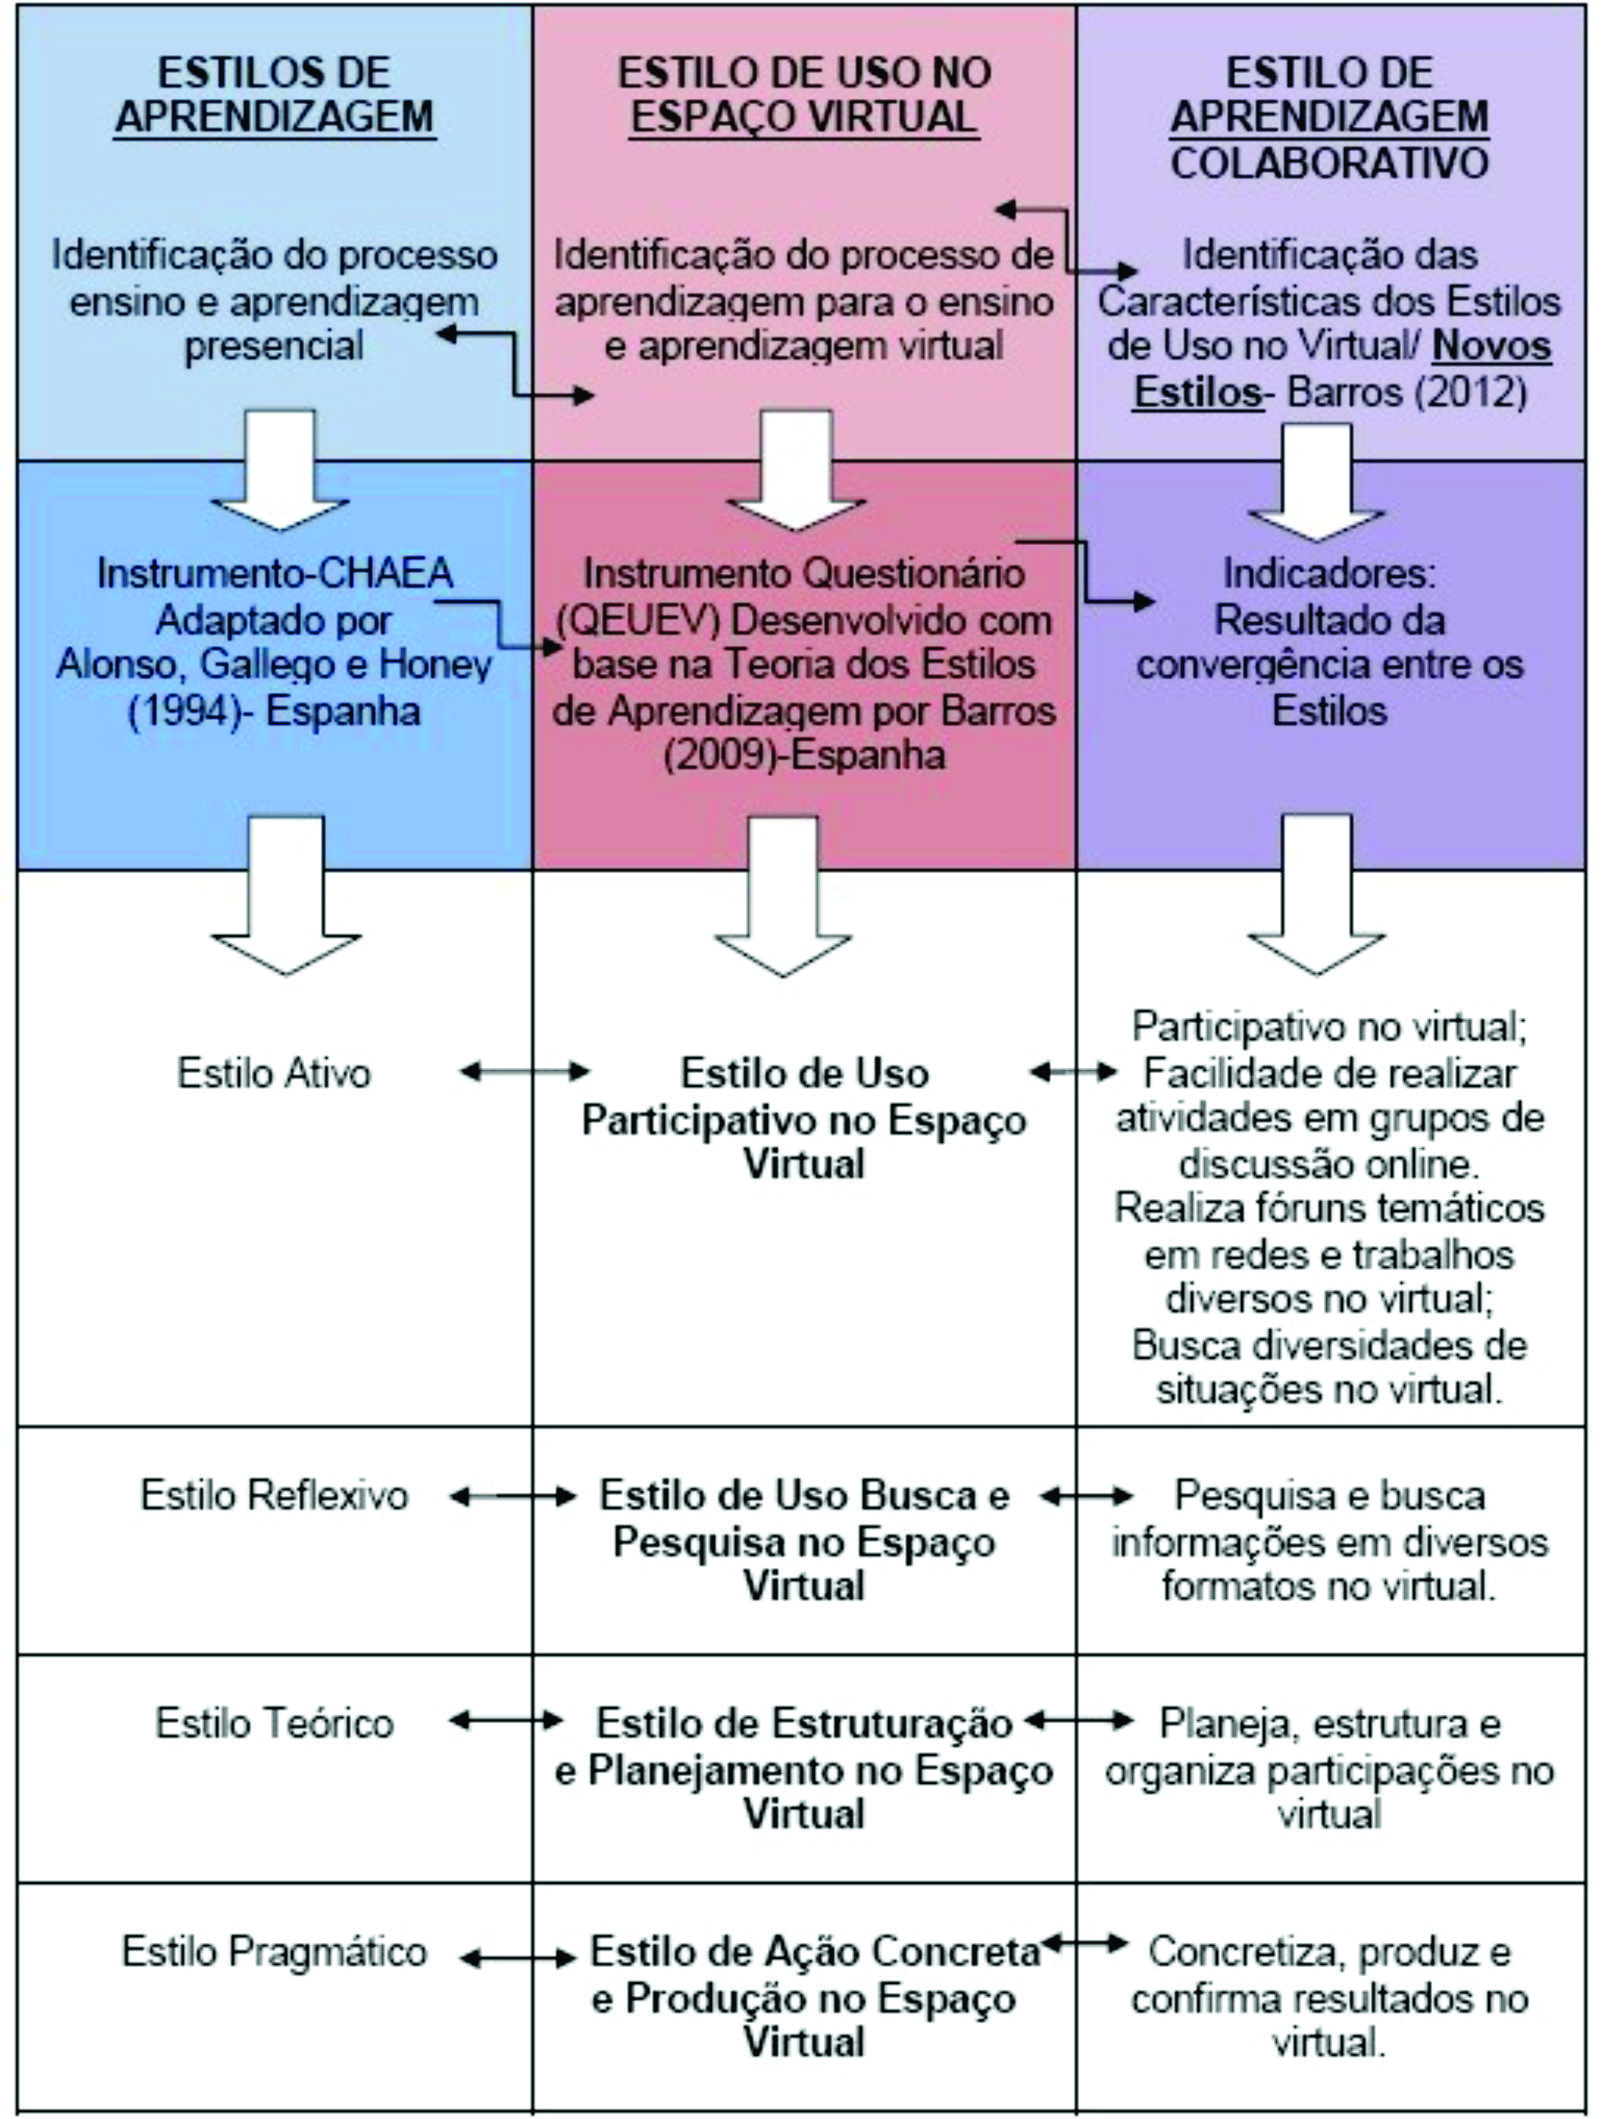 ESTILOS DE
APRENDIZAGEM
Identificação do processo
ensino e aprendizagem
presencial
ESTILO DE USO NO
ESPAÇO VIRTUAL
Identificação do processo de
aprendizagem para o ensino
e aprendizagem virtual
ESTILO DE
APRENDIZAGEM
COLABORATIVO
Identificação das
Características dos Estilos
de Uso no Virtual/ Novos
Estilos- Barros (2012)
Instrumento-CHAEA
Adaptado por
Alonso, Gallego e Honey
(1994)- Espanha
Instrumento Questionário
(QEUEV) Desenvolvido com
base na Teoria dos Estilos
de Aprendizagem por Barros
(2009)-Espanha
Indicadores:
Resultado da
convergência entre os
Estilos
Estilo Ativo
Estilo de Uso
Participativo no Espaço
Virtual
Participativo no virtual;
Facilidade de realizar
atividades em grupos de
discussão online.
Realiza fóruns temáticos
em redes e trabalhos
diversos no virtual;
Busca diversidades de
situações no virtual.
Estilo Reflexivo
Estilo de Uso Busca e
Pesquisa no Espaço
Virtual
Pesquisa e busca
informações em diversos
formatos no virtual.
Estilo Teórico
Estilo de Estruturação
e Planejamento no Espaço
Virtual
Planeja, estrutura e
organiza participações no
virtual
Estilo Pragmático
Estilo de Ação Concreta
e Produção no Espaço
Virtual
Concretiza, produz e
confirma resultados no
virtual.